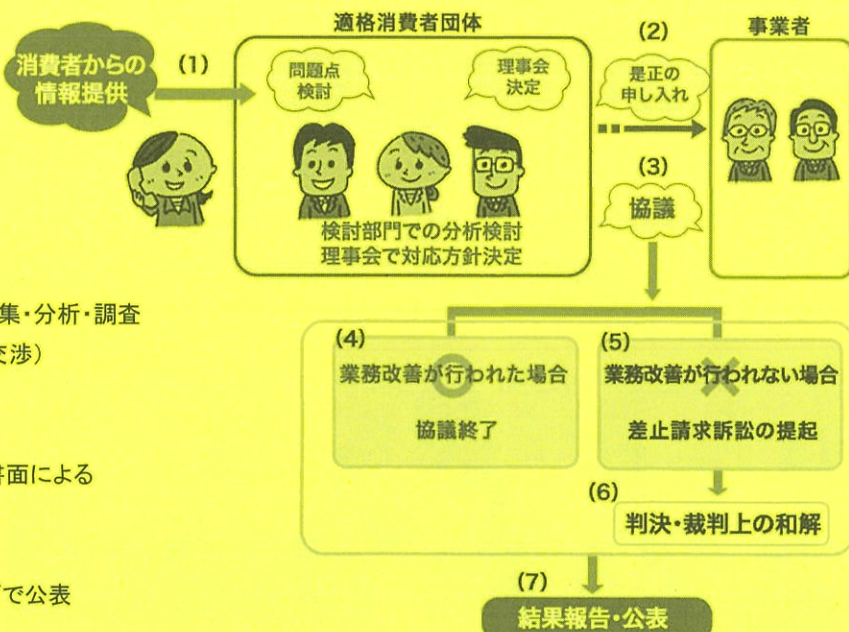 適格消費者団体
事業者
消費者からの
情報提供
(1)
問題点
検討
理事会
決定
(2)
是正の
申し入れ
検討部門での分析検討
理事会で対応方針決定
(3)
協議
集・分析・調査
交渉）
書面による
で公表
(4)
業務改善が行われた場合
協議終了
(5)
業務改善が行われない場合
差止請求訴訟の提起
(6)
判決・裁判上の和解
(7)
結果報告・公表